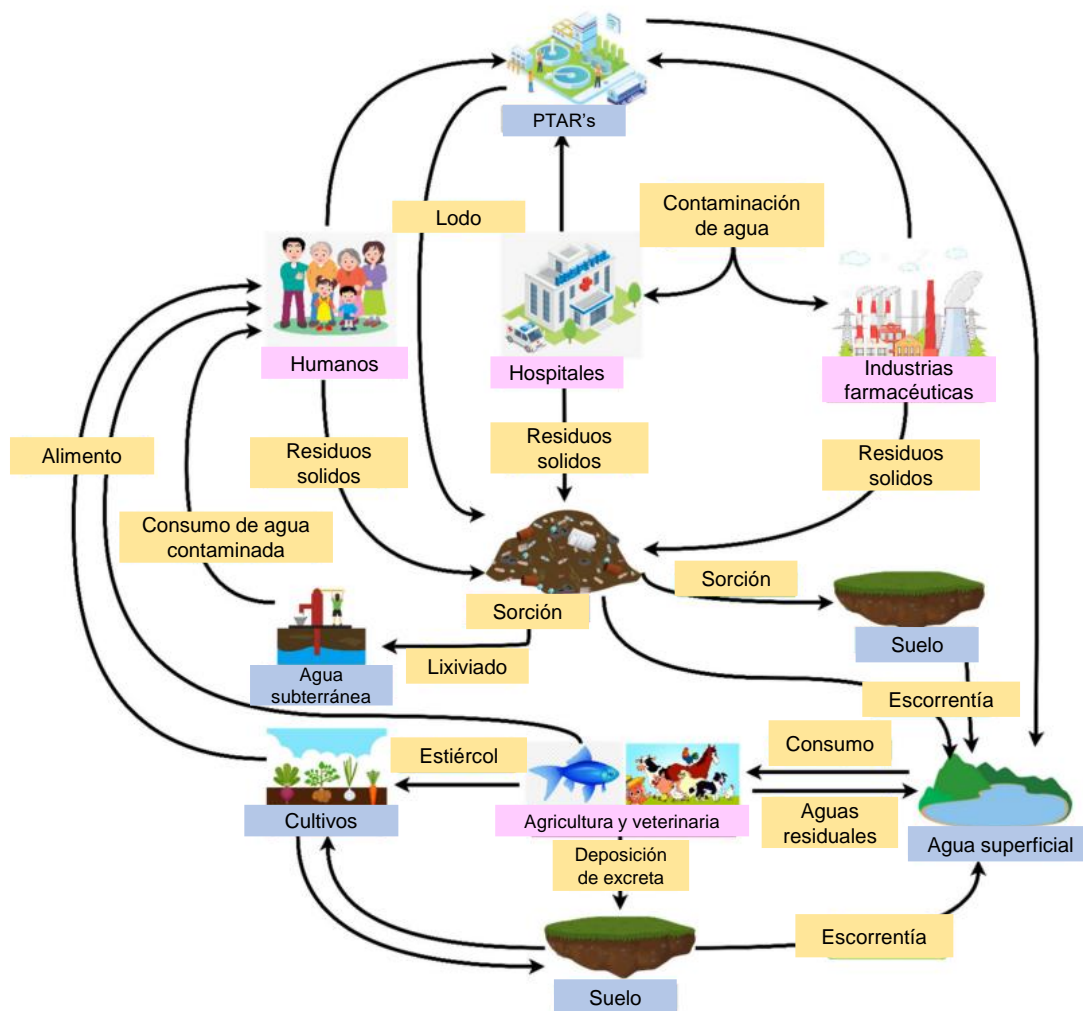 PTAR's
Contaminación
de agua
Lodo
HOSPITAL
Humanos
Hospitales
Industrias
farmacéuticas
Alimento
Residuos
solidos
Residuos
solidos
Residuos
solidos
Consumo de agua
contaminada
Sorción
Sorción
Suelo
Lixiviado
Agua
subterránea
Escorrentía
Estiércol
Consumo
Cultivos
Agricultura y veterinaria
Aguas
residuales
Agua superficial
Deposición
de excreta
Escorrentía
Suelo